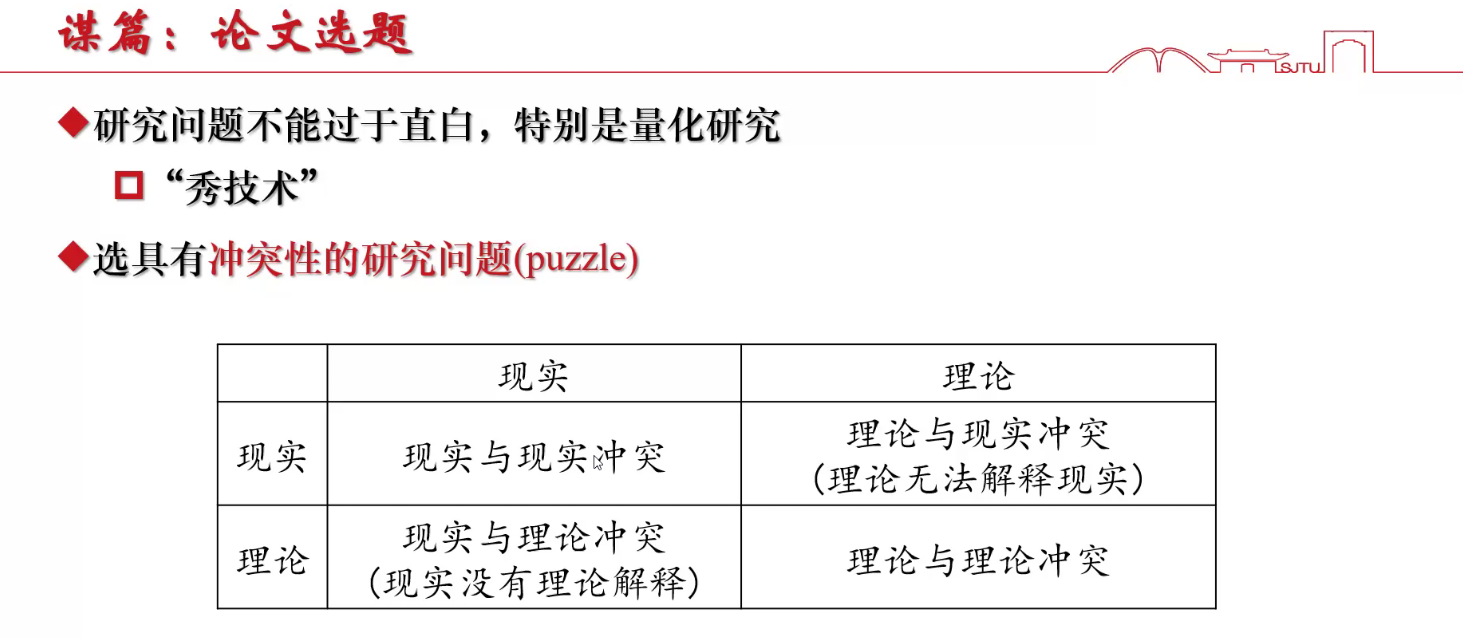 谋篇：论文选题
SJTU
研究问题不能过于直白，特别是量化研究
“秀技术”
选具有冲突性的研究问题(puzzle)
现实 理论
现实 现实与现实冲突 理论与现实冲突
(理论无法解释现实)
理论 现实与理论冲突 理论与理论冲突
(现实没有理论解释)